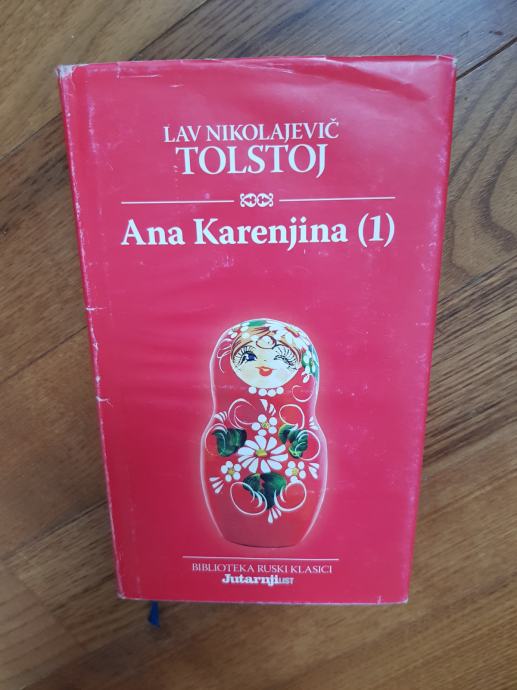 LAV NIKOLAJEVIČ
TOLSTOJ
Ana Karenjina (1)
BIBLIOTEKA RUSKI KLASICI
Jutarnji LIST